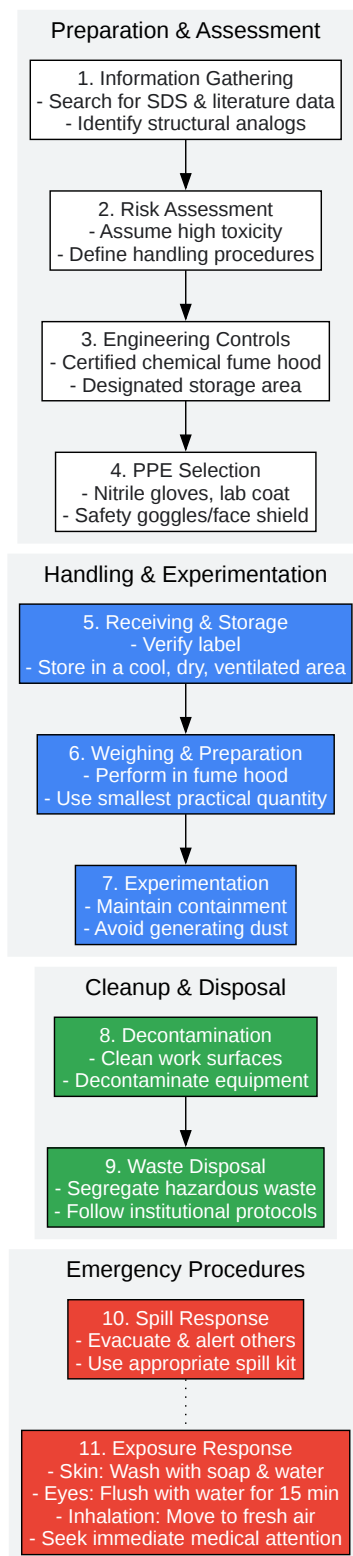 Preparation & Assessment
1. Information Gathering
- Search for SDS & literature data
- Identify structural analogs
2. Risk Assessment
- Assume high toxicity
- Define handling procedures
3. Engineering Controls
- Certified chemical fume hood
- Designated storage area
4. PPE Selection
- Nitrile gloves, lab coat
- Safety goggles/face shield
Handling & Experimentation
5. Receiving & Storage
- Verify label
- Store in a cool, dry, ventilated area
6. Weighing & Preparation
- Perform in fume hood
- Use smallest practical quantity
7. Experimentation
- Maintain containment
- Avoid generating dust
Cleanup & Disposal
8. Decontamination
- Clean work surfaces
- Decontaminate equipment
9. Waste Disposal
- Segregate hazardous waste
- Follow institutional protocols
Emergency Procedures
10. Spill Response
- Evacuate & alert others
- Use appropriate spill kit
11. Exposure Response
- Skin: Wash with soap & water
- Eyes: Flush with water for 15 min
- Inhalation: Move to fresh air
- Seek immediate medical attention